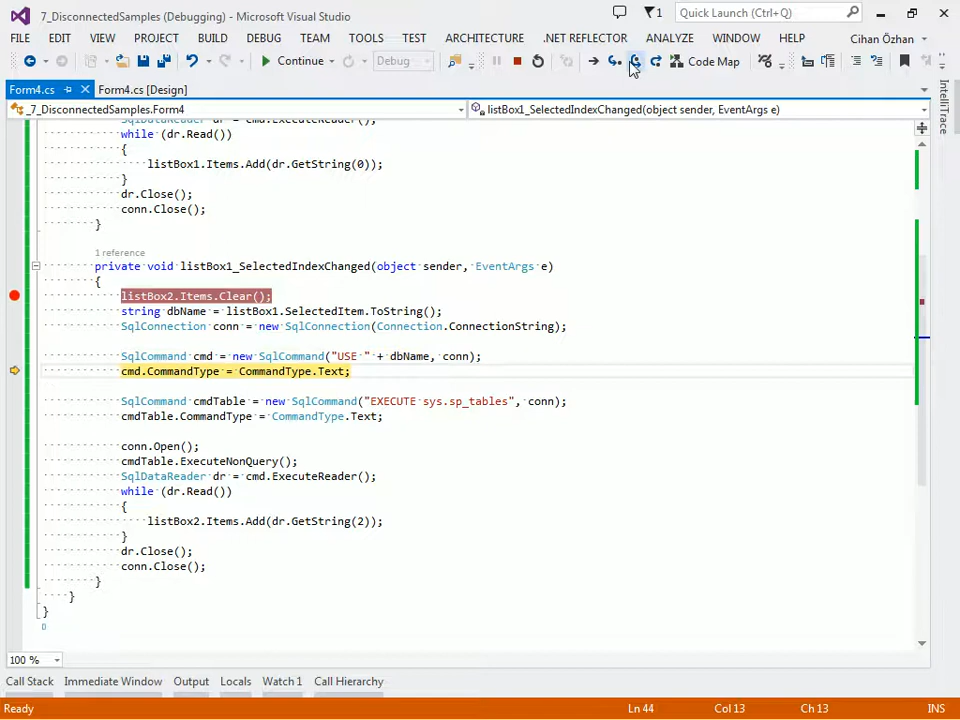 7_DisconnectedSamples (Debugging) - Microsoft Visual Studio
1
Quick Launch (Ctrl+Q)
FILE EDIT VIEW PROJECT BUILD DEBUG TEAM TOOLS TEST ARCHITECTURE .NET REFLECTOR ANALYZE WINDOW HELP Cihan Özhan
Continue Debug Code Map
Form4.cs Form4.cs [Design]
_7_DisconnectedSamples.Form4 listBox1_SelectedIndexChanged(object sender, EventArgs e)
SqlDataReader dr = cmd.ExecuteReader();
while (dr.Read())
{
listBox1.Items.Add(dr.GetString(0));
}
dr.Close();
conn.Close();
}
1 reference
private void listBox1_SelectedIndexChanged(object sender, EventArgs e)
{
listBox2.Items.Clear();
string dbName = listBox1.SelectedItem.ToString();
SqlConnection conn = new SqlConnection(Connection.ConnectionString);
SqlCommand cmd = new SqlCommand("USE " + dbName, conn);
cmd.CommandType = CommandType.Text;
SqlCommand cmdTable = new SqlCommand("EXECUTE sys.sp_tables", conn);
cmdTable.CommandType = CommandType.Text;
conn.Open();
cmdTable.ExecuteNonQuery();
SqlDataReader dr = cmd.ExecuteReader();
while (dr.Read())
{
listBox2.Items.Add(dr.GetString(2));
}
dr.Close();
conn.Close();
}
}
}
100 %
Call Stack Immediate Window Output Locals Watch 1 Call Hierarchy
Ready Ln 44 Col 13 Ch 13 INS
IntelliTrace